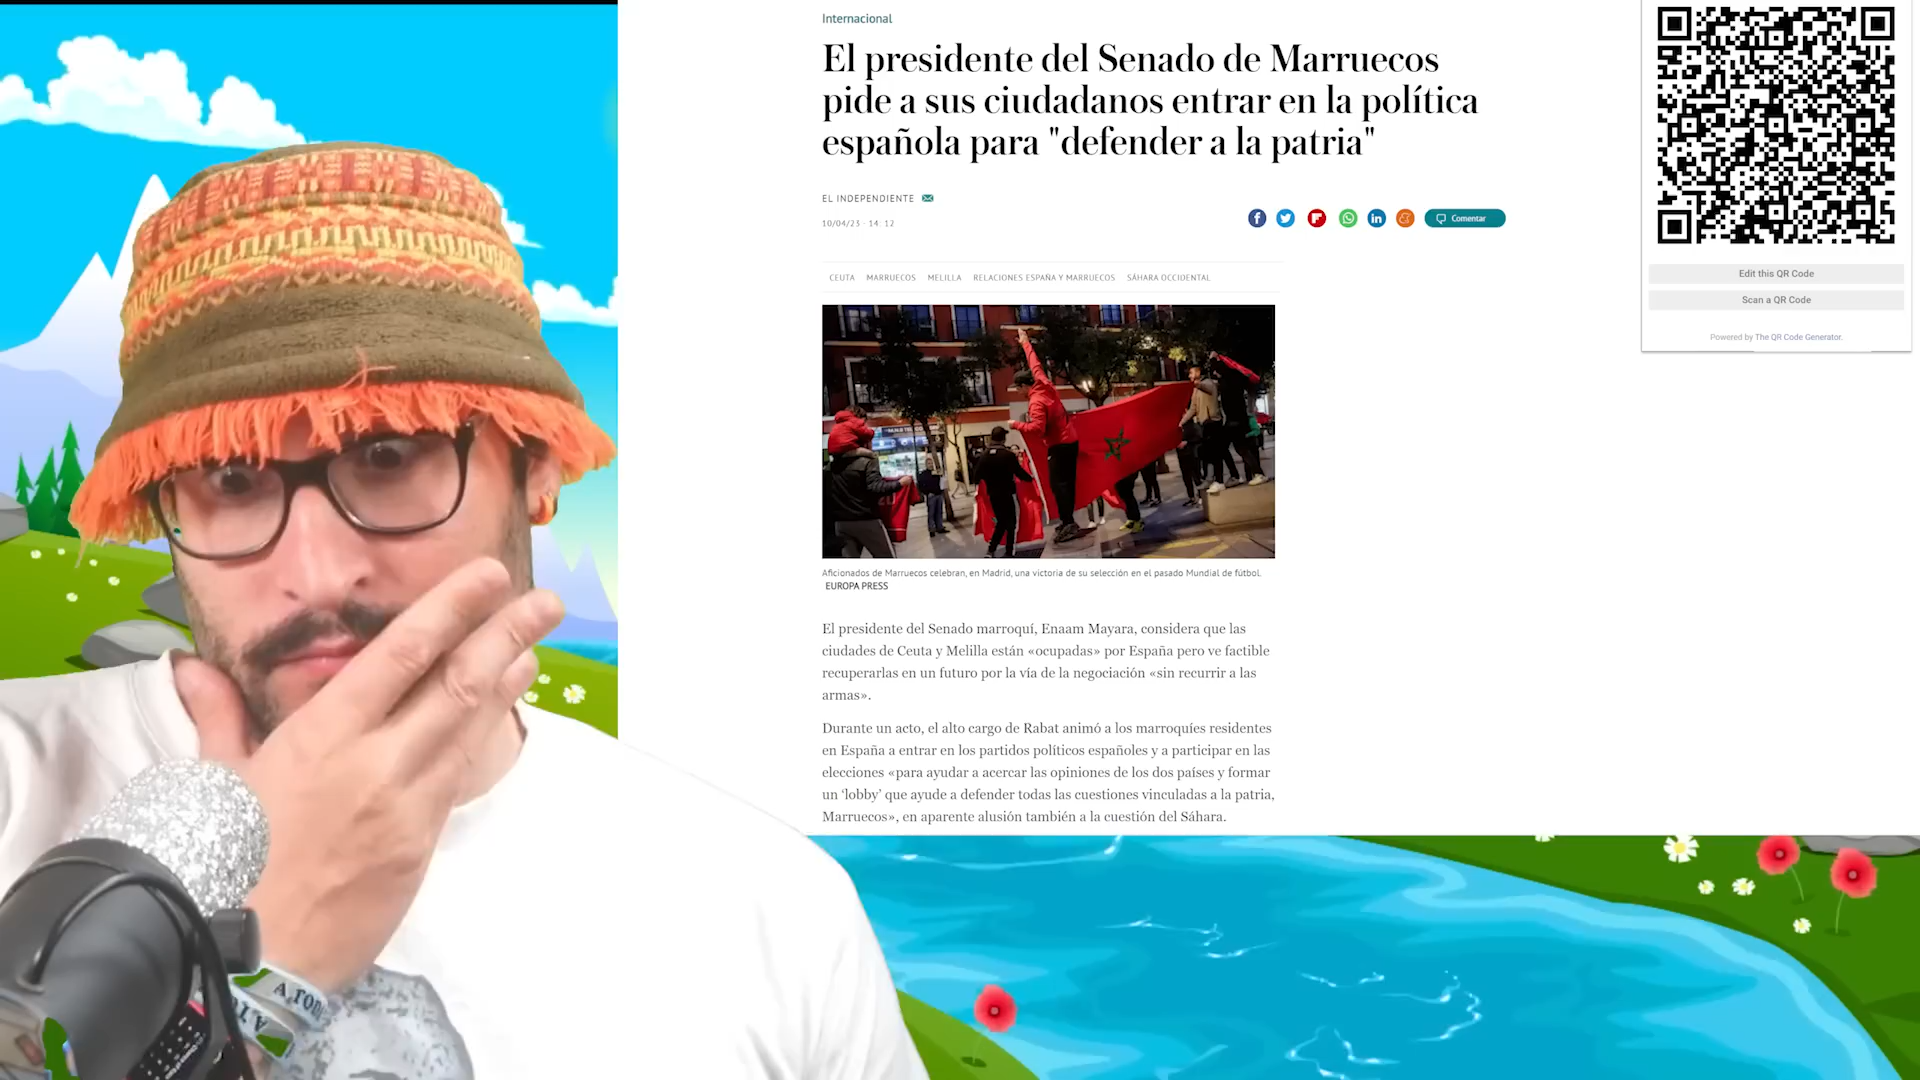 Internacional
El presidente del Senado de Marruecos
pide a sus ciudadanos entrar en la política
española para "defender a la patria"
EL INDEPENDIENTE
10/04/23 - 14: 12
Comentar
CEUTA MARRUECOS MELILLA RELACIONES ESPAÑA Y MARRUECOS SÁHARA OCCIDENTAL
Aficionados de Marruecos celebran, en Madrid, una victoria de su selección en el pasado Mundial de fútbol.
EUROPA PRESS
El presidente del Senado marroquí, Enaam Mayara, considera que las
ciudades de Ceuta y Melilla están «ocupadas» por España pero ve factible
recuperarlas en un futuro por la vía de la negociación «sin recurrir a las
armas».
Durante un acto, el alto cargo de Rabat animó a los marroquíes residentes
en España a entrar en los partidos políticos españoles y a participar en las
elecciones «para ayudar a acercar las opiniones de los dos países y formar
un 'lobby' que ayude a defender todas las cuestiones vinculadas a la patria,
Marruecos», en aparente alusión también a la cuestión del Sáhara.
Edit this QR Code
Scan a QR Code
Powered by The QR Code Generator.